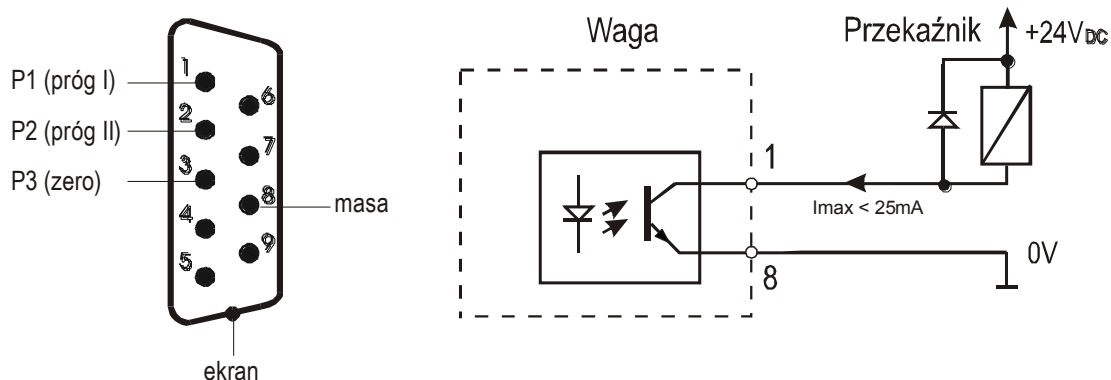 P1 (próg I)
P2 (próg II)
P3 (zero)
1
2
3
4
5
6
7
8
9
masa
ekran
Waga
Przekaźnik
+24VDC
1
Imax < 25mA
8
0V